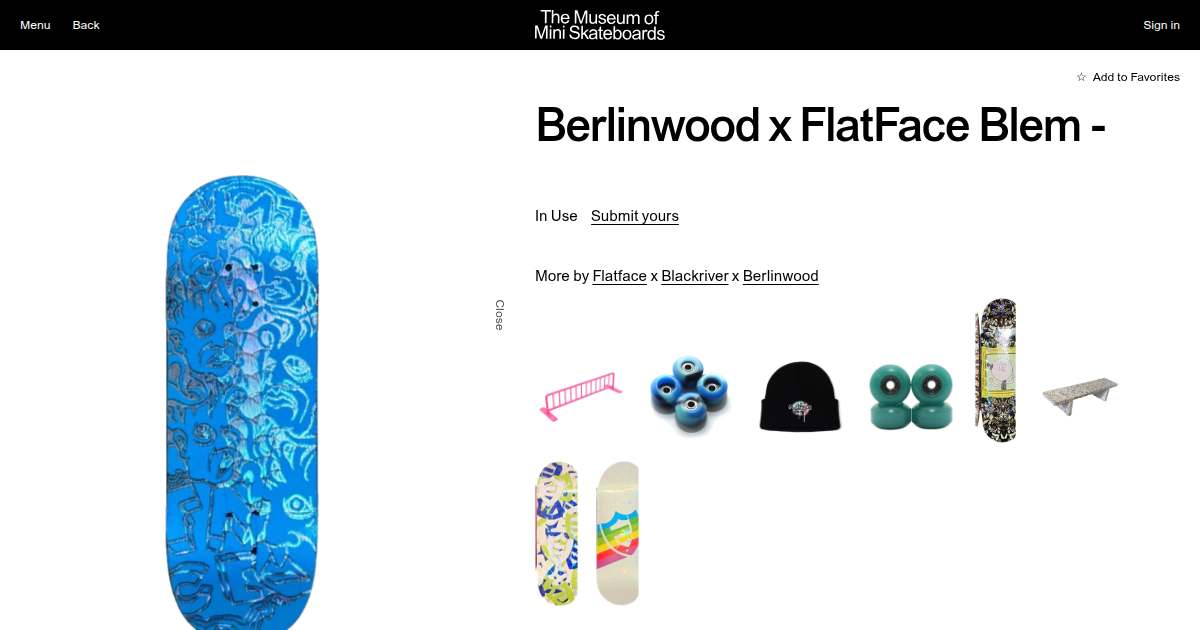 Menu Back
The Museum of
Mini Skateboards
Sign in
☆ Add to Favorites
Berlinwood x FlatFace Blem -
In Use Submit yours
More by Flatface x Blackriver x Berlinwood
Close